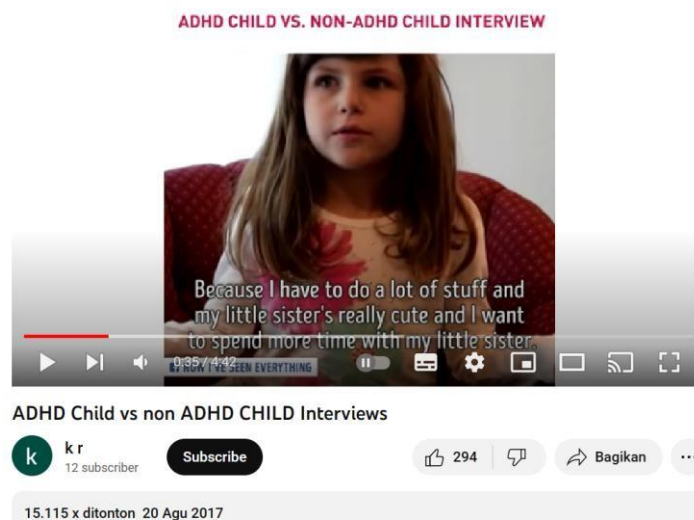 ADHD CHILD VS. NON-ADHD CHILD INTERVIEW
Because I have to do a lot of stuff and
my little sister's really cute and I want
to spend more time with my little sister.
0:35 / 4:42
BY NOW I'VE SEEN EVERYTHING
ADHD Child vs non ADHD CHILD Interviews
k
k r
12 subscriber
Subscribe
294
Bagikan
15.115 x ditonton 20 Agu 2017